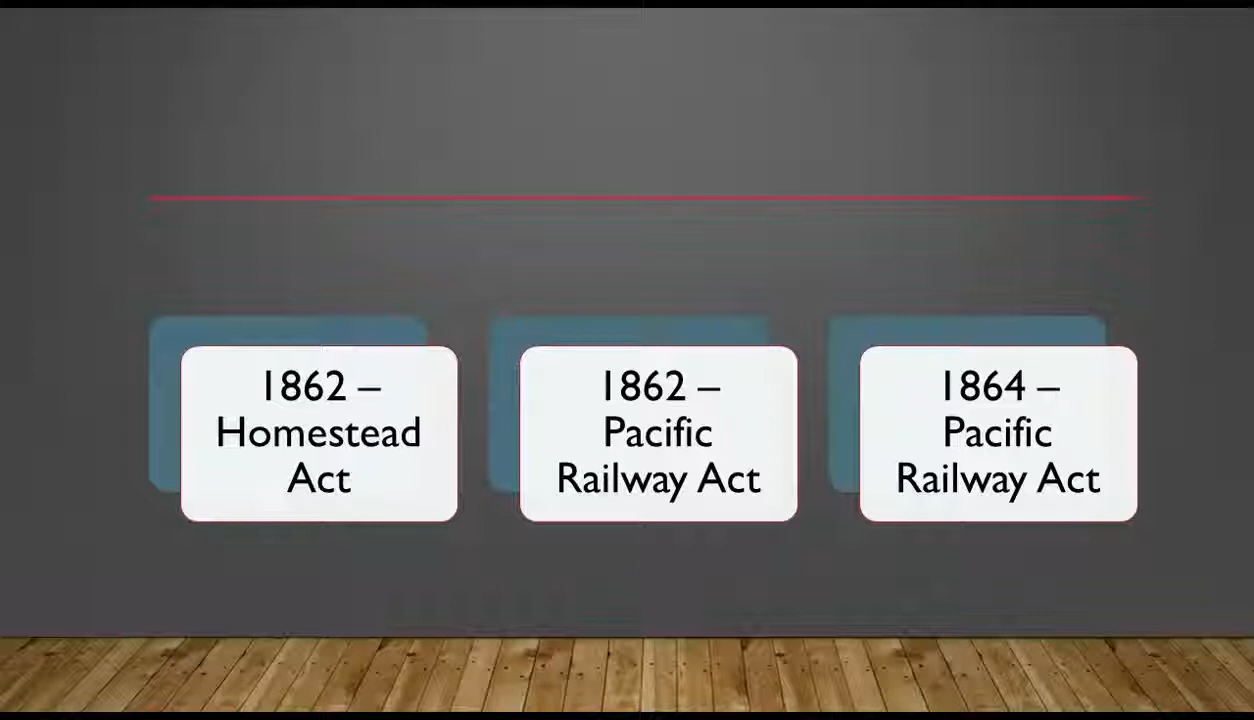 1862 –
Homestead
Act
1862 –
Pacific
Railway Act
1864 –
Pacific
Railway Act